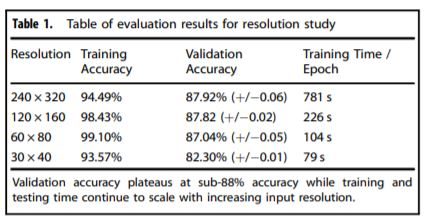 Table 1. Table of evaluation results for resolution study
Resolution Training Accuracy Validation Accuracy Training Time / Epoch
240 × 320 94.49% 87.92% (+/−0.06) 781 s
120 × 160 98.43% 87.82 (+/−0.02) 226 s
60 × 80 99.10% 87.04% (+/−0.05) 104 s
30 × 40 93.57% 82.30% (+/−0.01) 79 s
Validation accuracy plateaus at sub-88% accuracy while training and
testing time continue to scale with increasing input resolution.